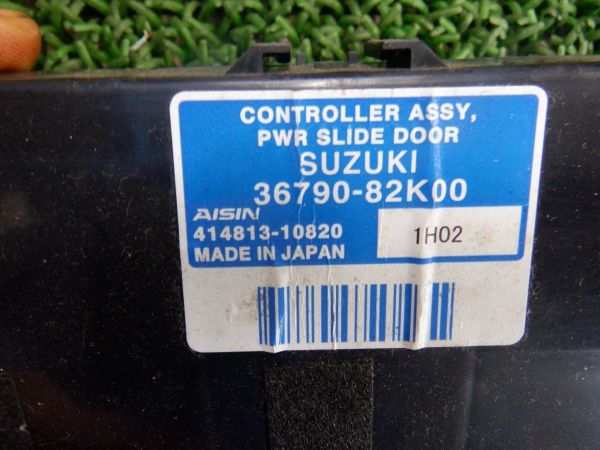 CONTROLLER ASSY,
PWR SLIDE DOOR
SUZUKI
36790-82K00
AISIN
414813-10820
1H02
MADE IN JAPAN